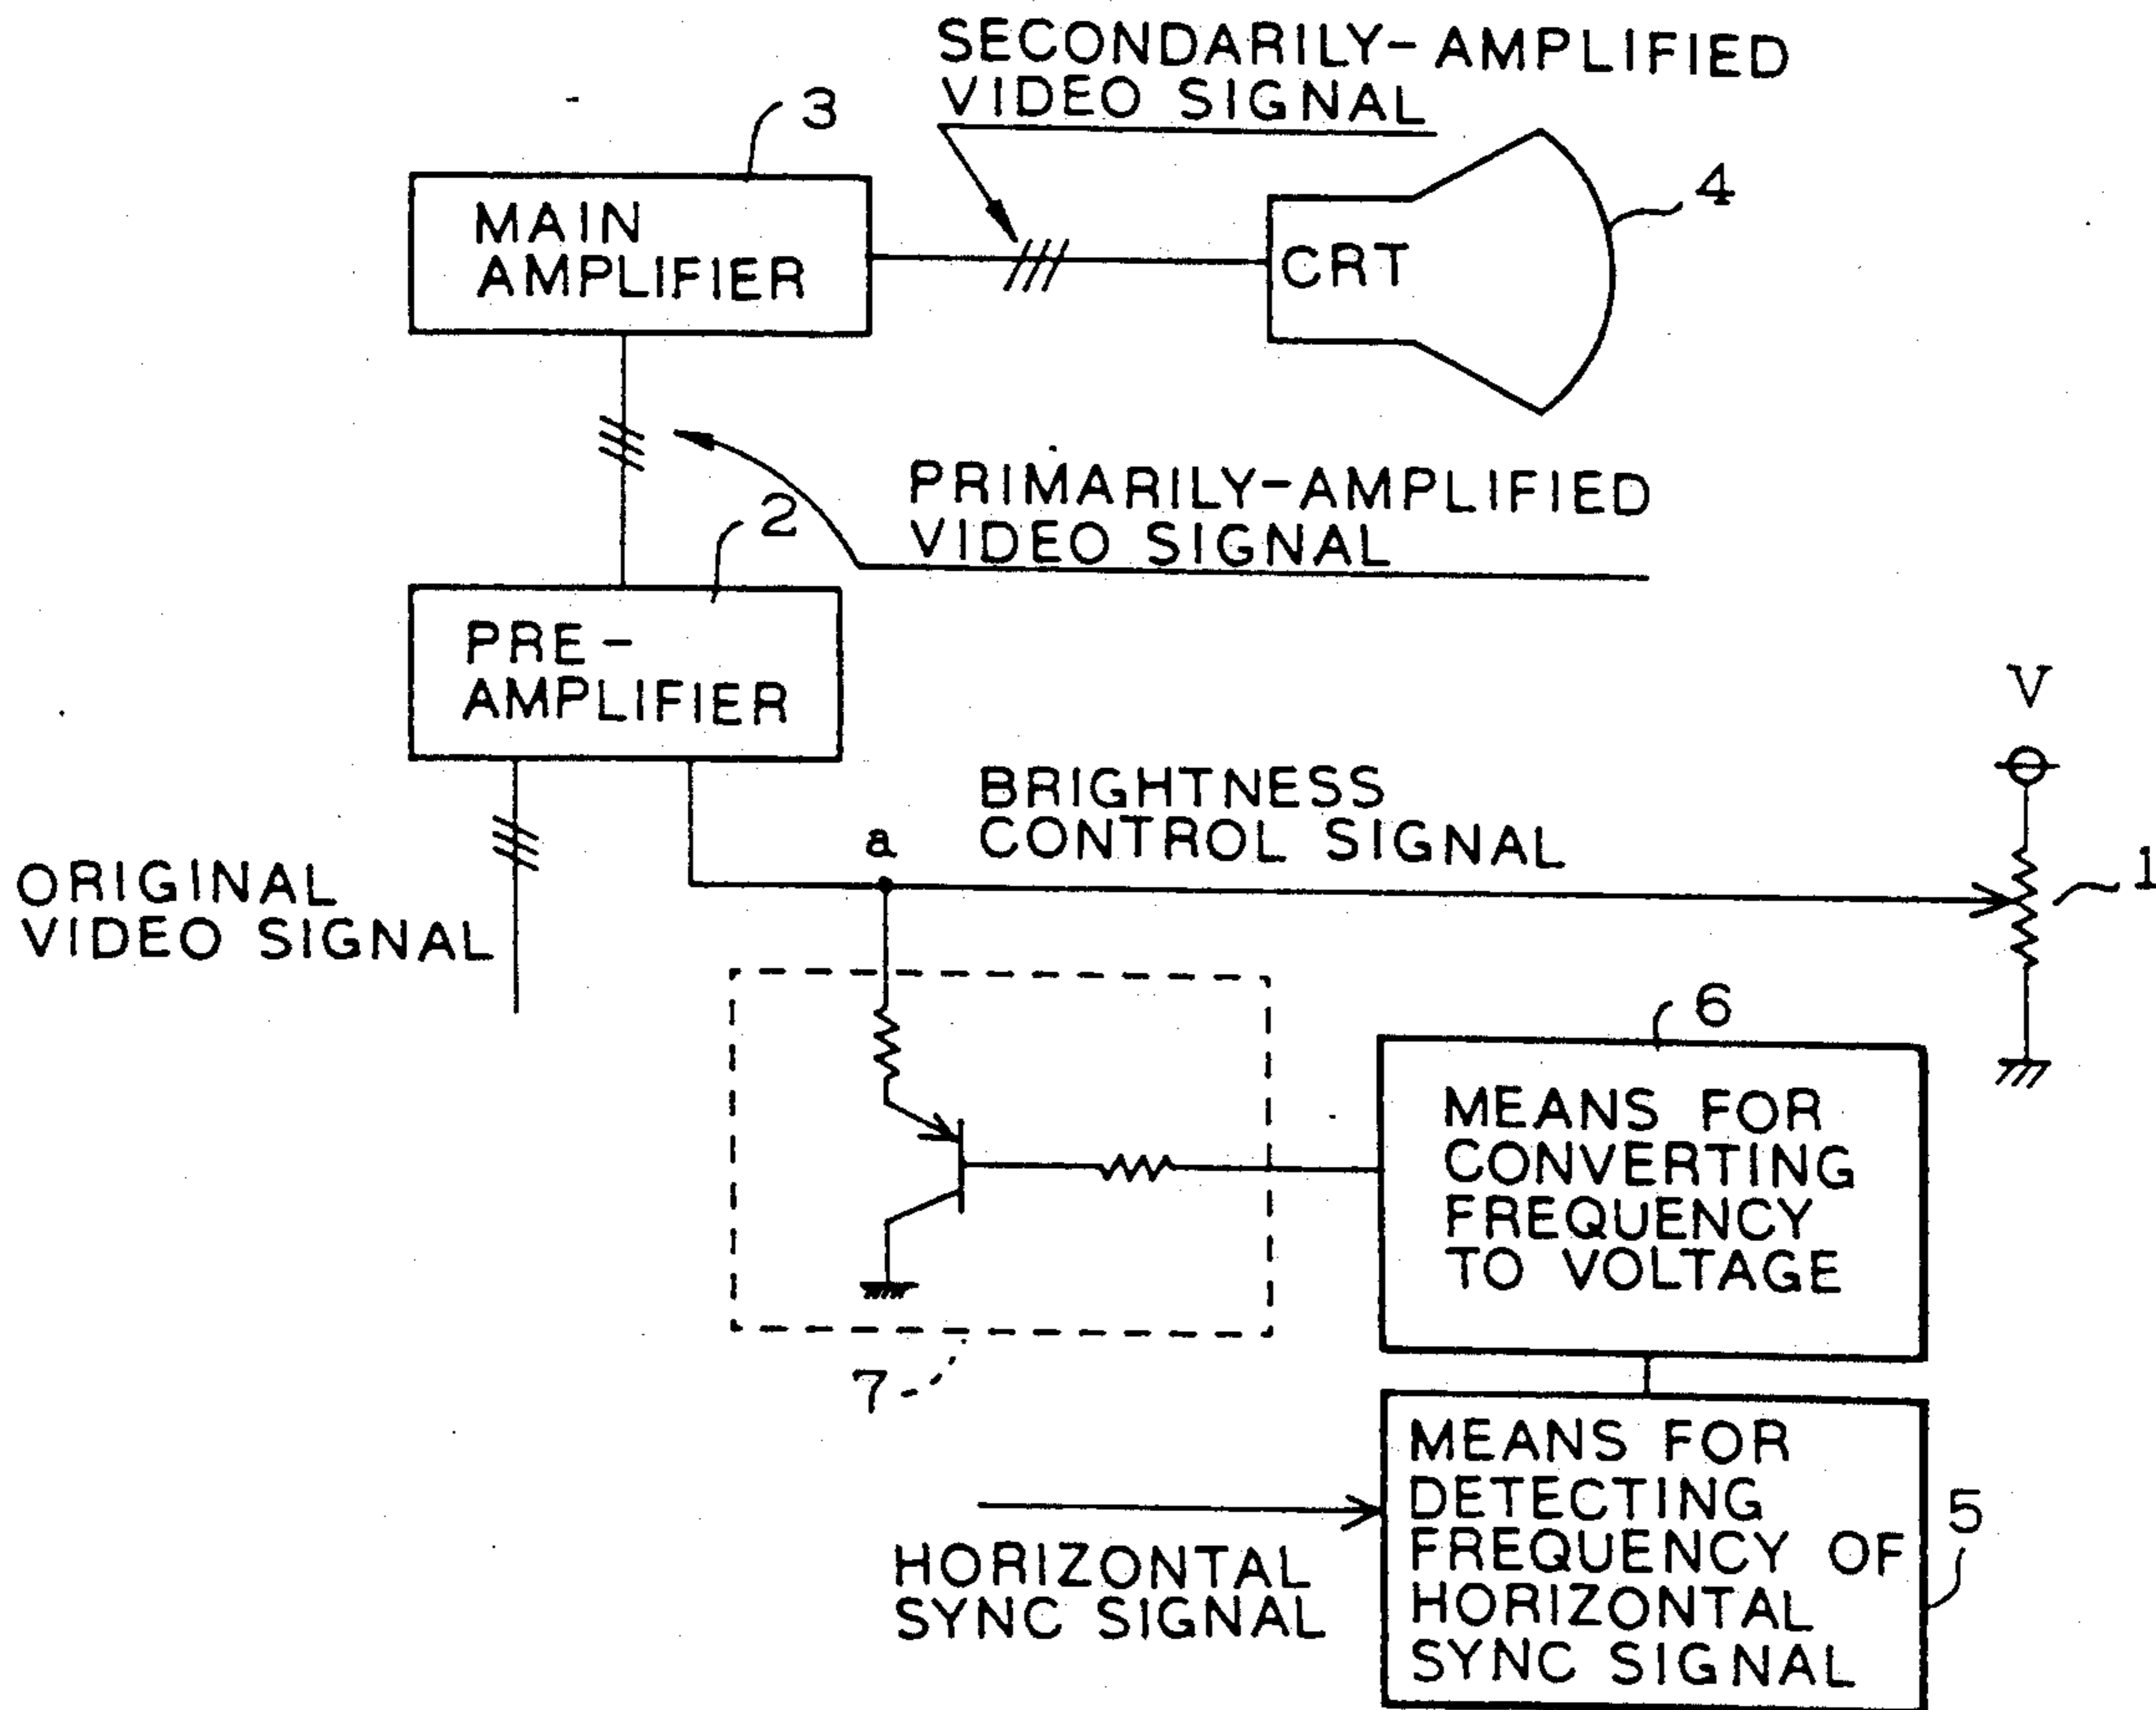 SECONDARILY-AMPLIFIED
VIDEO SIGNAL
3
4
MAIN
AMPLIFIER
CRT
PRIMARILY-AMPLIFIED
VIDEO SIGNAL
2
PRE-
AMPLIFIER
V
BRIGHTNESS
CONTROL SIGNAL
a
1
ORIGINAL
VIDEO SIGNAL
6
MEANS FOR
CONVERTING
FREQUENCY
TO VOLTAGE
7
MEANS FOR
DETECTING
FREQUENCY OF
HORIZONTAL
SYNC SIGNAL
5
HORIZONTAL
SYNC SIGNAL